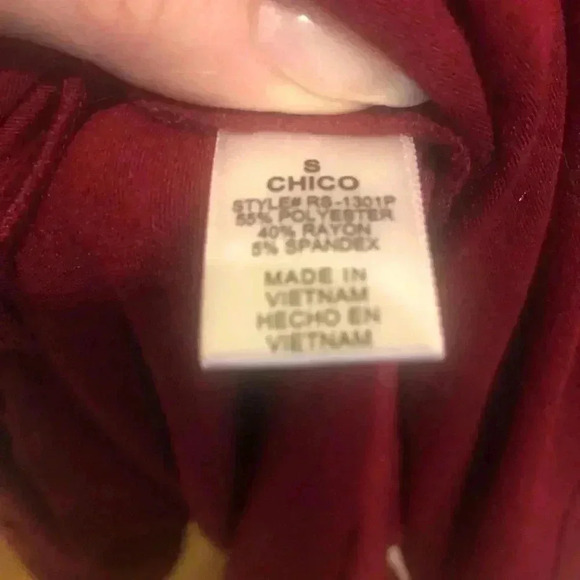 S
CHICO
STYLE# RS-1301P
55% POLYESTER
40% RAYON
5% SPANDEX
MADE IN
VIETNAM
HECHO EN
VIETNAM